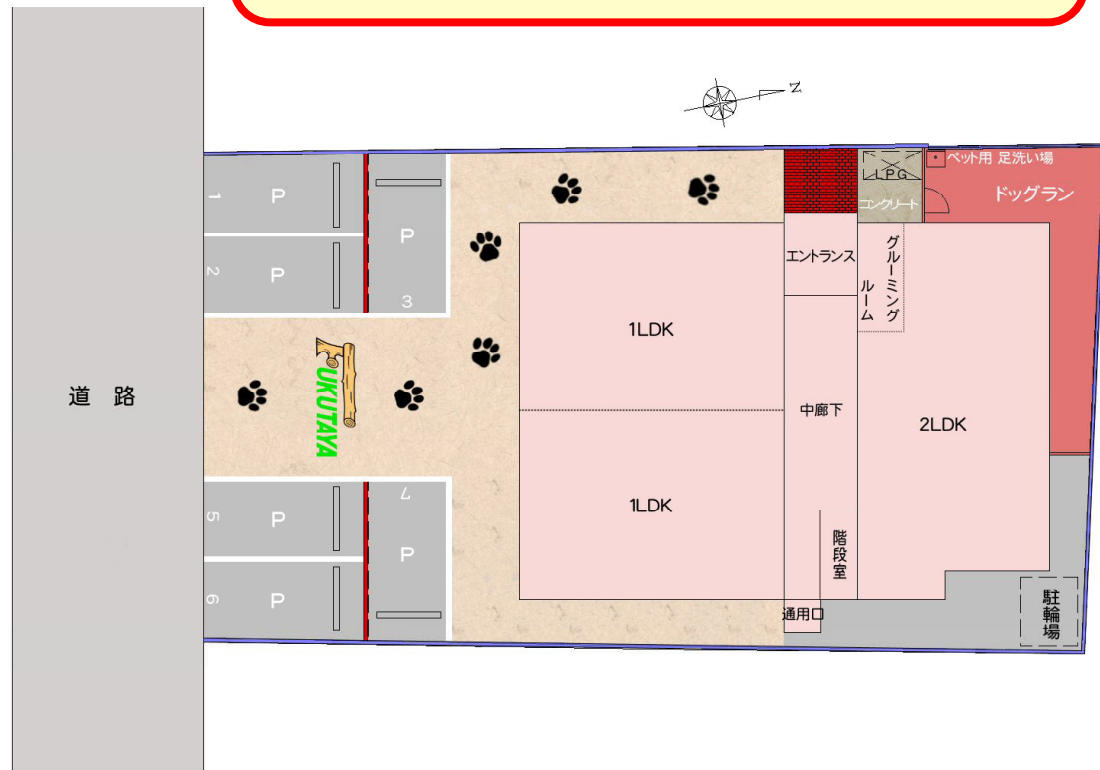 N
ペット用 足洗い場
LPG
ドッグラン
コンクリート
1
P
2
P
P
3
エントランス
グルーミング
ルーム
1LDK
FUKUTAYA
道 路
中廊下
2LDK
1LDK
5
P
6
P
7
P
階段室
通用口
駐輪場